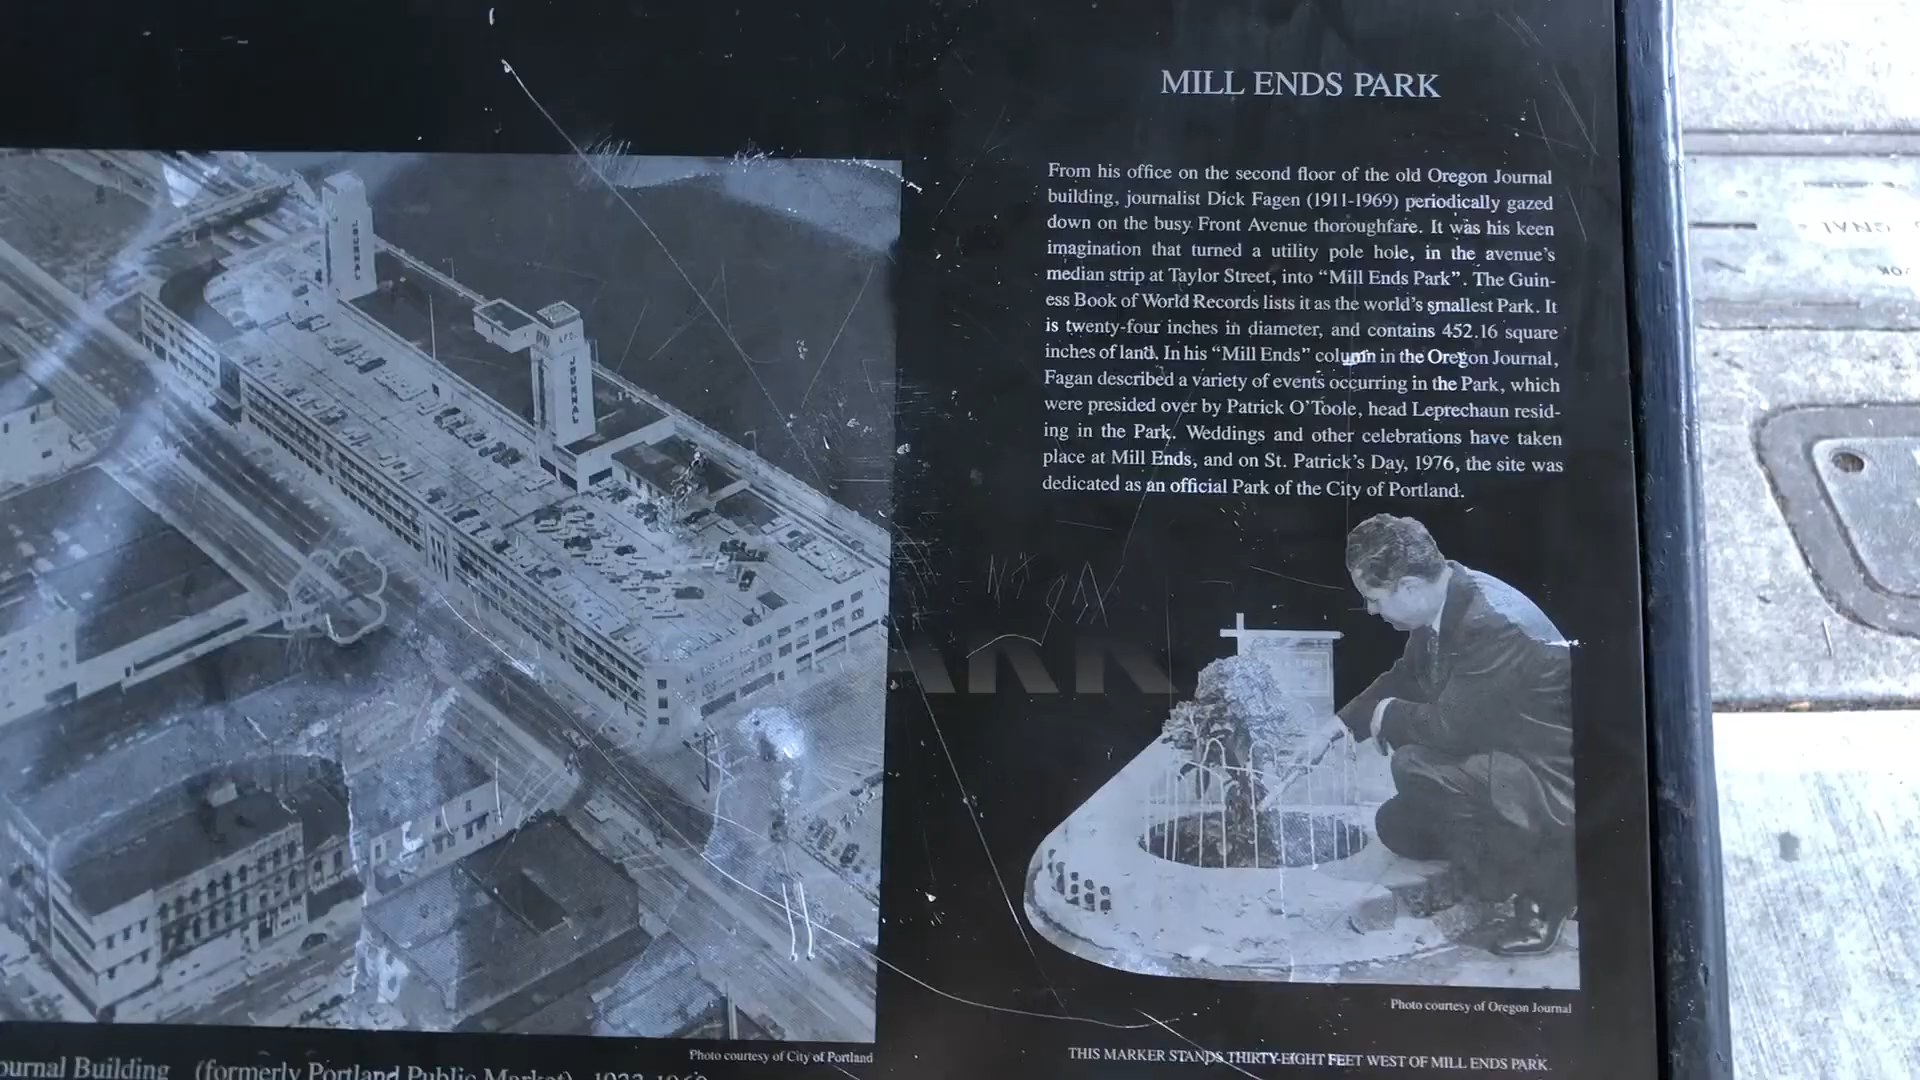 MILL ENDS PARK
From his office on the second floor of the old Oregon Journal
building, journalist Dick Fagen (1911-1969) periodically gazed
down on the busy Front Avenue thoroughfare. It was his keen
imagination that turned a utility pole hole, in the avenue's
median strip at Taylor Street, into “Mill Ends Park”. The Guin-
ess Book of World Records lists it as the world's smallest Park. It
is twenty-four inches in diameter, and contains 452.16 square
inches of land. In his “Mill Ends” column in the Oregon Journal,
Fagan described a variety of events occurring in the Park, which
were presided over by Patrick O'Toole, head Leprechaun resid-
ing in the Park. Weddings and other celebrations have taken
place at Mill Ends, and on St. Patrick's Day, 1976, the site was
dedicated as an official Park of the City of Portland.
JOURNAL
JOURNAL
Photo courtesy of Oregon Journal
THIS MARKER STANDS THIRTY-EIGHT FEET WEST OF MILL ENDS PARK.
Photo courtesy of City of Portland
ournal Building (formerly Portland Public Market)